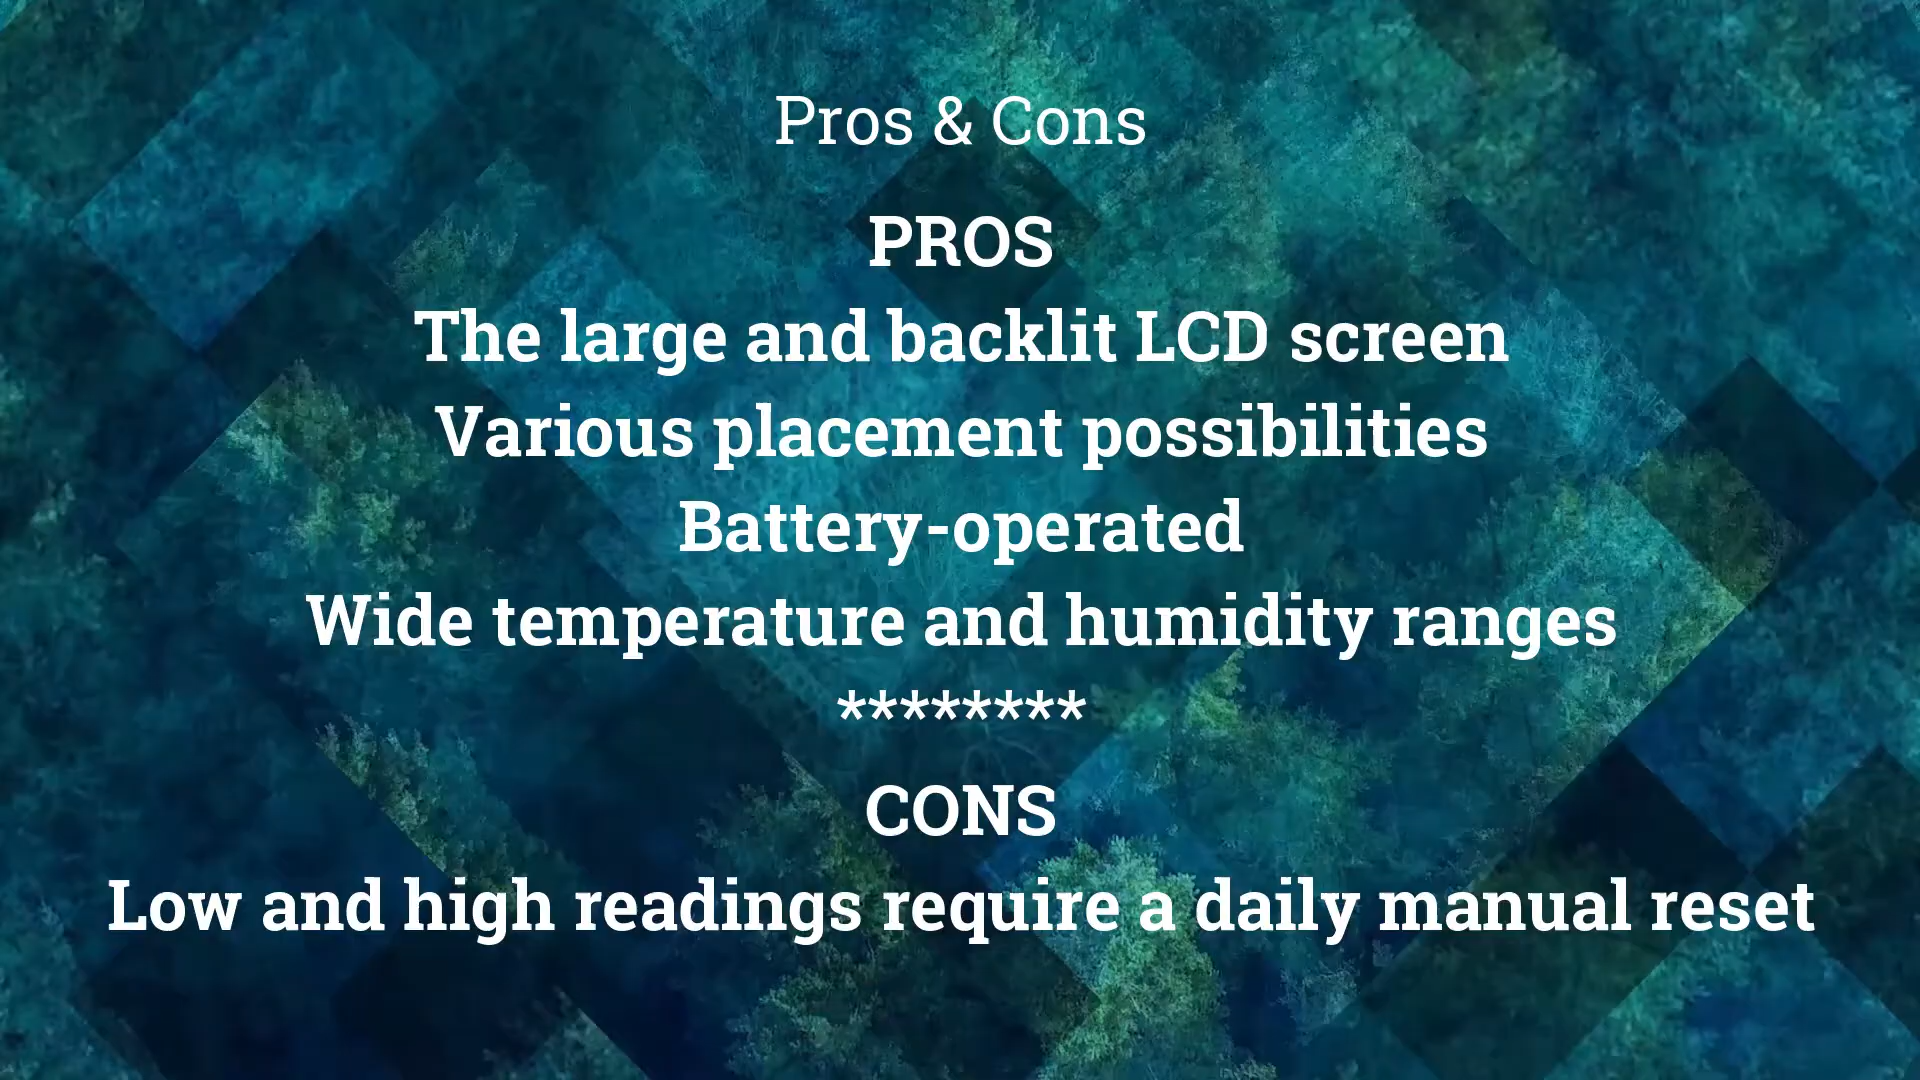 Pros & Cons
PROS
The large and backlit LCD screen
Various placement possibilities
Battery-operated
Wide temperature and humidity ranges
********
CONS
Low and high readings require a daily manual reset